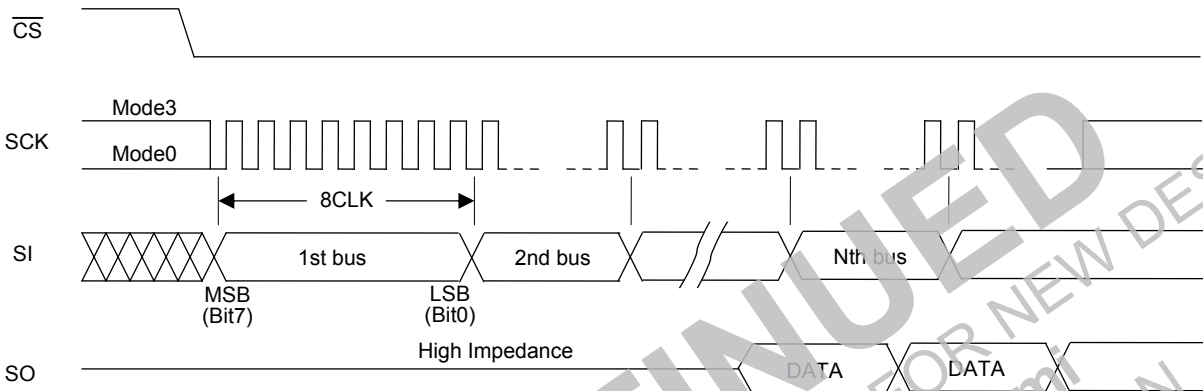 CS
Mode3
SCK
Mode0
8CLK
SI
1st bus
2nd bus
Nth bus
MSB
(Bit7)
LSB
(Bit0)
High Impedance
SO
DATA
DATA
TINUED
FOR NEW DES